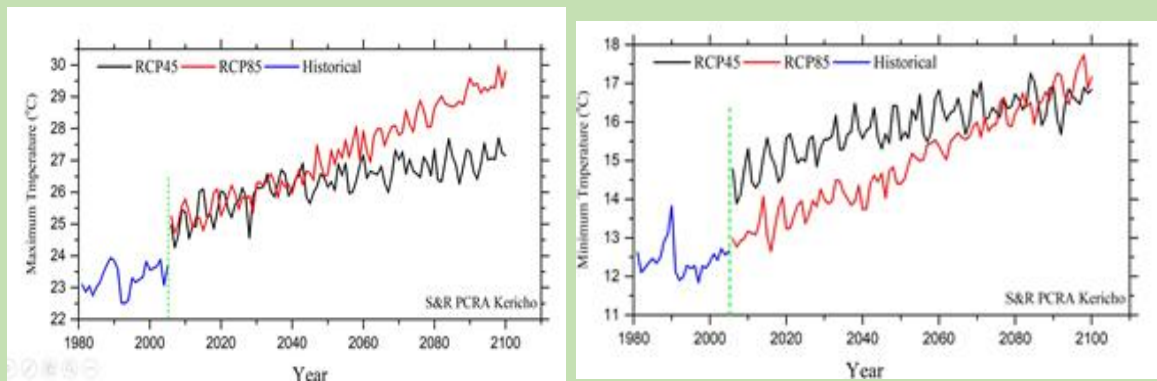 RCP45 RCP85 Historical
Maximum Tmperature (°C)
30
29
28
27
26
25
24
23
22
S&R PCRA Kericho
1980 2000 2020 2040 2060 2080 2100
Year
RCP45 RCP85 Historical
Minimum Tmperature (°C)
18
17
16
15
14
13
12
11
S&R PCRA Kericho
1980 2000 2020 2040 2060 2080 2100
Year